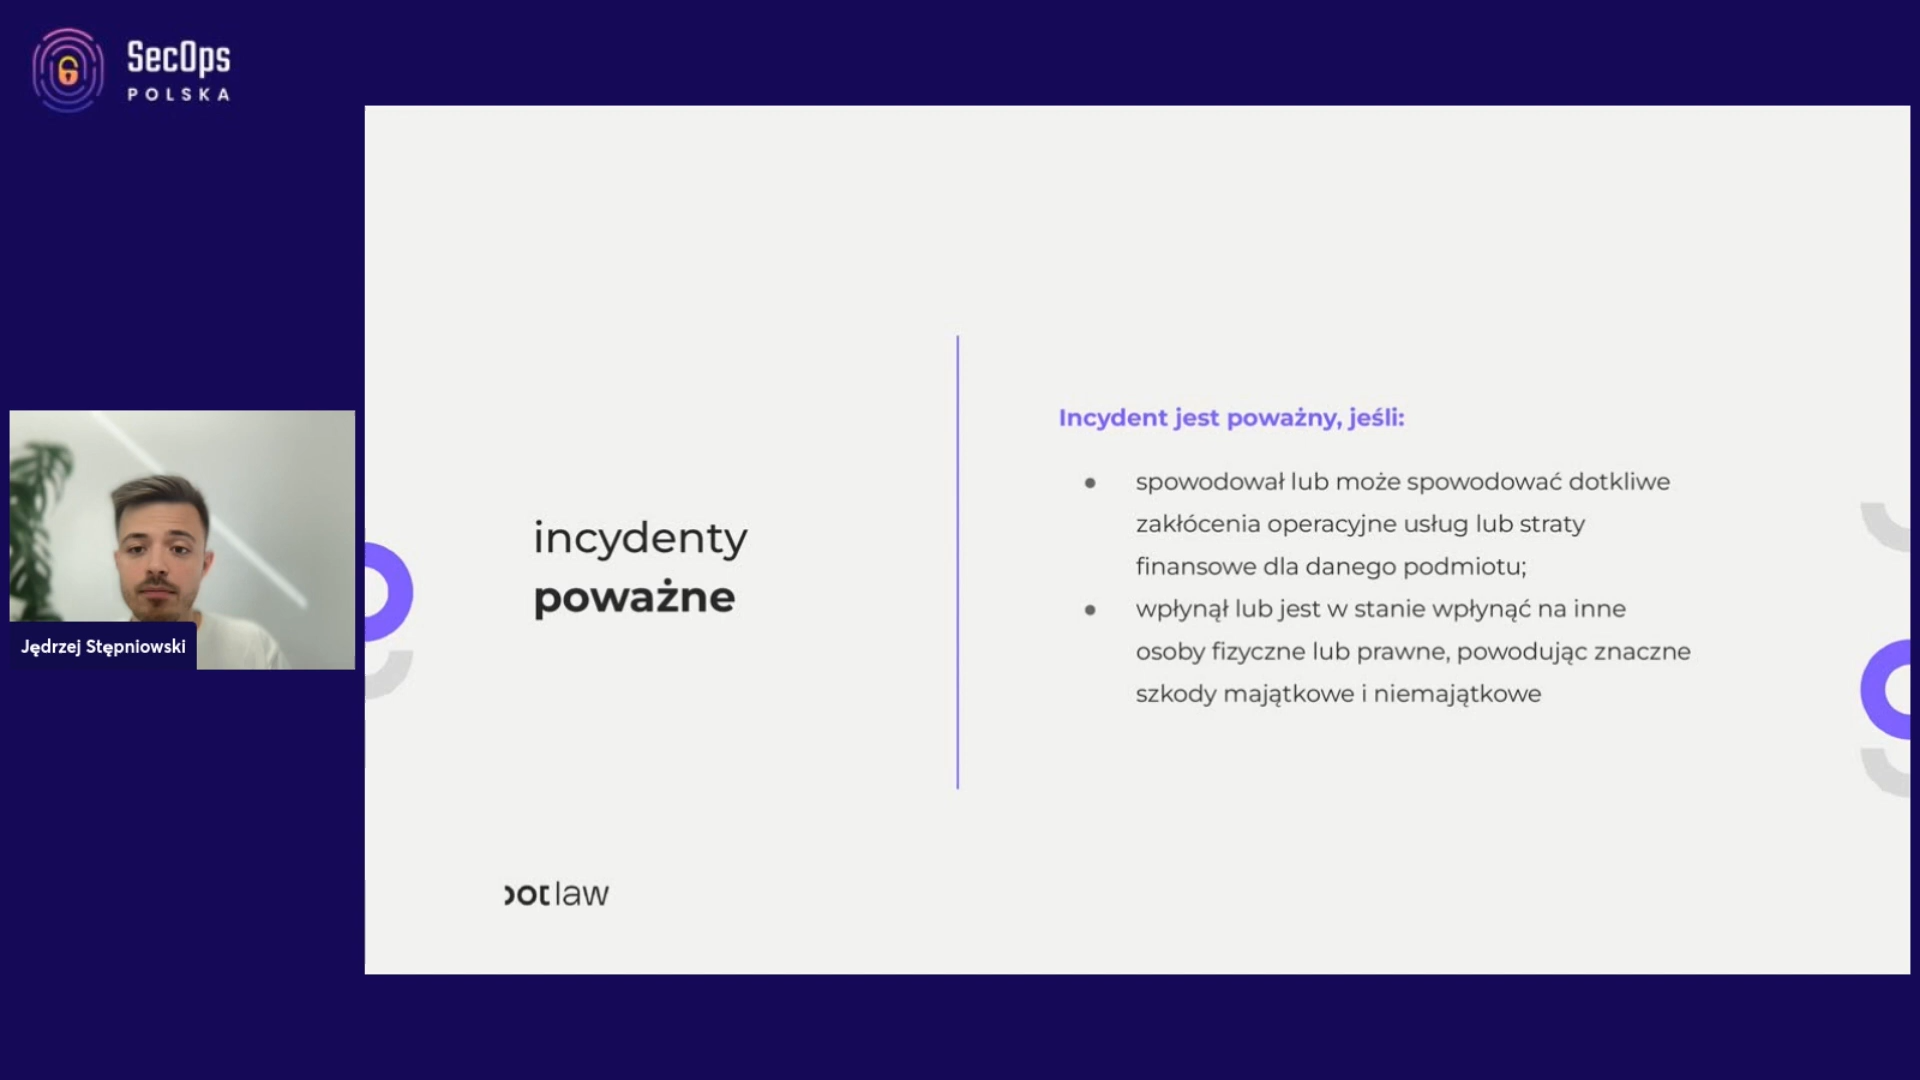 SecOps
POLSKA
Jędrzej Stępniowski
incydenty
poważne
Incydent jest poważny, jeśli:
● spowodował lub może spowodować dotkliwe
zakłócenia operacyjne usług lub straty
finansowe dla danego podmiotu;
● wpłynął lub jest w stanie wpłynąć na inne
osoby fizyczne lub prawne, powodując znaczne
szkody majątkowe i niemajątkowe
law